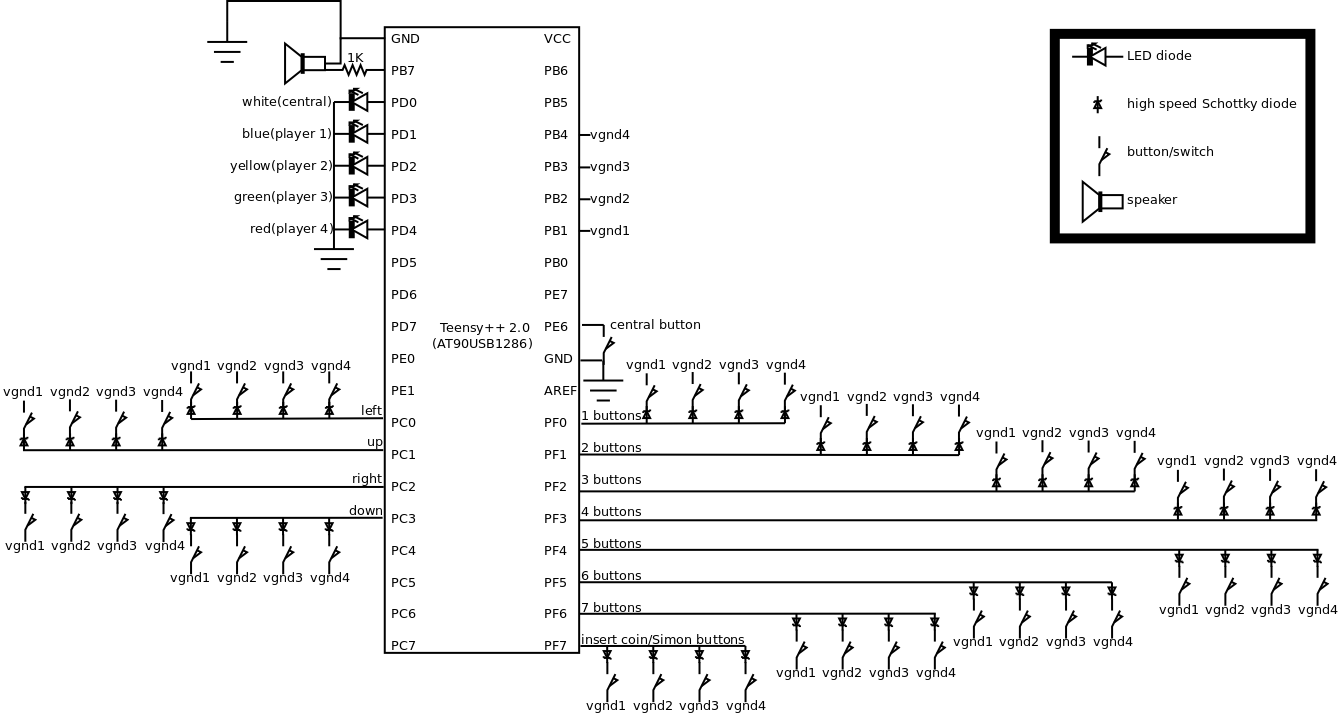 GND
VCC
1K
PB7
PB6
white(central)
PD0
PB5
blue(player 1)
PD1
PB4
vgnd4
yellow(player 2)
PD2
PB3
vgnd3
green(player 3)
PD3
PB2
vgnd2
red(player 4)
PD4
PB1
vgnd1
PD5
PB0
PD6
PE7
PD7
Teensy++ 2.0
(AT90USB1286)
PE6
central button
PE0
GND
PE1
AREF
LED diode
high speed Schottky diode
button/switch
speaker
vgnd1 vgnd2 vgnd3 vgnd4
left
PC0
vgnd1 vgnd2 vgnd3 vgnd4
up
PC1
right
PC2
vgnd1 vgnd2 vgnd3 vgnd4
down
PC3
vgnd1 vgnd2 vgnd3 vgnd4
PC4
PC5
PC6
PC7
vgnd1 vgnd2 vgnd3 vgnd4
PF0
1 buttons
vgnd1 vgnd2 vgnd3 vgnd4
PF1
2 buttons
vgnd1 vgnd2 vgnd3 vgnd4
PF2
3 buttons
vgnd1 vgnd2 vgnd3 vgnd4
PF3
4 buttons
PF4
5 buttons
vgnd1 vgnd2 vgnd3 vgnd4
PF5
6 buttons
vgnd1 vgnd2 vgnd3 vgnd4
PF6
7 buttons
vgnd1 vgnd2 vgnd3 vgnd4
PF7
insert coin/Simon buttons
vgnd1 vgnd2 vgnd3 vgnd4